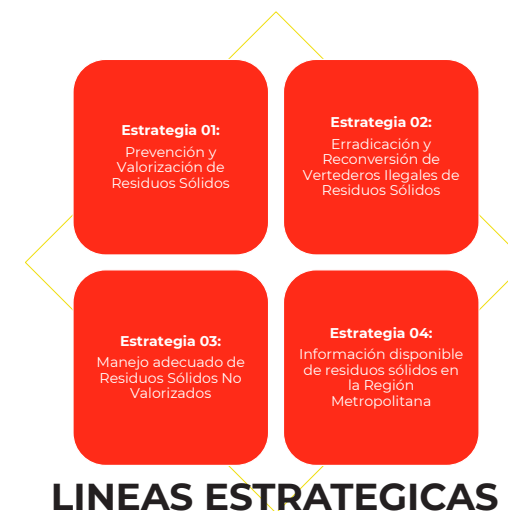 Estrategia 01:
Prevención y
Valorización de
Residuos Sólidos
Estrategia 02:
Erradicación y
Reconversión de
Vertederos Ilegales de
Residuos Sólidos
Estrategia 03:
Manejo adecuado de
Residuos Sólidos No
Valorizados
Estrategia 04:
Información disponible
de residuos sólidos en
la Región
Metropolitana
LINEAS ESTRATEGICAS